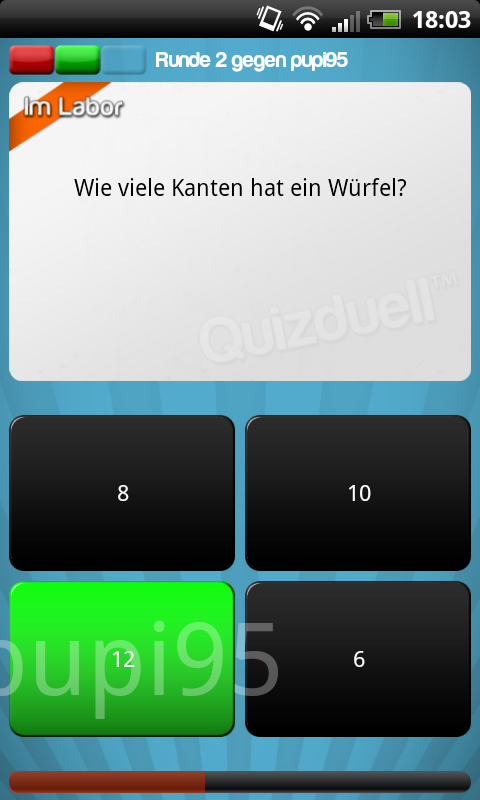 18:03
Runde 2 gegen pupi95
Im Labor
Wie viele Kanten hat ein Würfel?
Quizduell™
8
10
12
6
pupi95